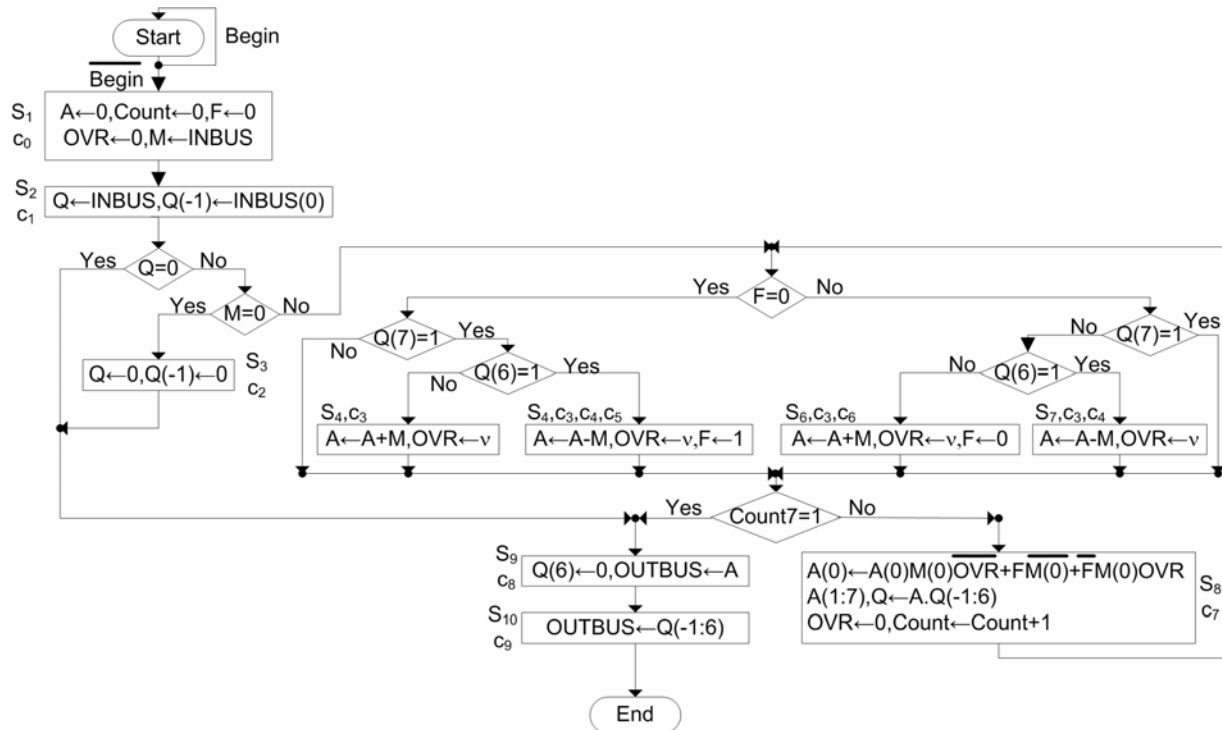 Start
Begin
Begin
S1
c0
A←0,Count←0,F←0
OVR←0,M←INBUS
S2
c1
Q←INBUS,Q(-1)←INBUS(0)
Yes
Q=0
No
Yes
M=0
No
Yes
F=0
No
Q(7)=1
Yes
No
No
Q(7)=1
Yes
Q←0,Q(-1)←0
S3
c2
No
Q(6)=1
Yes
No
Q(6)=1
Yes
S4,c3
S4,c3,c4,c5
S6,c3,c6
S7,c3,c4
A←A+M,OVR←ν
A←A-M,OVR←ν,F←1
A←A+M,OVR←ν,F←0
A←A-M,OVR←ν
Yes
Count7=1
No
S9
c8
Q(6)←0,OUTBUS←A
A(0)←A(0)M(0)OVR+FM(0)+FM(0)OVR
A(1:7),Q←A.Q(-1:6)
OVR←0,Count←Count+1
S8
c7
S10
c9
OUTBUS←Q(-1:6)
End